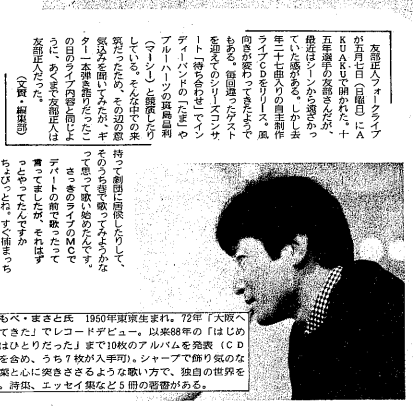 友部正人フォークライブ
が五月七日（日曜日）にA
KUAKUで開かれた。十
五年選手の友部さんだが、
最近はシーンから遠ざかっ
ていた感がある。しかし去
年二十七曲入りの自主制作
ライブCDをリリース。風
向きが変わってきたようで
もある。毎回違ったゲスト
を迎えてのシリーズコンサ
ート「待ち合わせ」でイン
ディーバンドの「たま」や
ブルーハーツの真島昌利
（マーシー）と競演したり
している。そんな中での来
筑だったため、その辺の意
気込みを聞いてみたが、ギ
ター一本弾き語りだったこ
の日のライブ内容と同じよ
うに、あくまで友部正人は
友部正人だった。
（文責・編集部）
持って劇団に居候したりして、
そのうち巷で歌ってみようかな
って思って歌い始めたんです。
さっきのライブのMCで
デパートの前で歌ったって
言ってましたが、それはず
っとやってたんですか
ちょびっとね。すぐ捕まっち
もべ・まさと氏　1950年東京生まれ。72年「大阪へ
てきた」でレコードデビュー。以来88年の「はじめ
はひとりだった」まで10枚のアルバムを発表（CD
を含め、うち7枚が入手可）。シャープで飾り気のな
葉と心に突きささるような歌い方で、独自の世界を
。詩集、エッセイ集など5冊の著書がある。